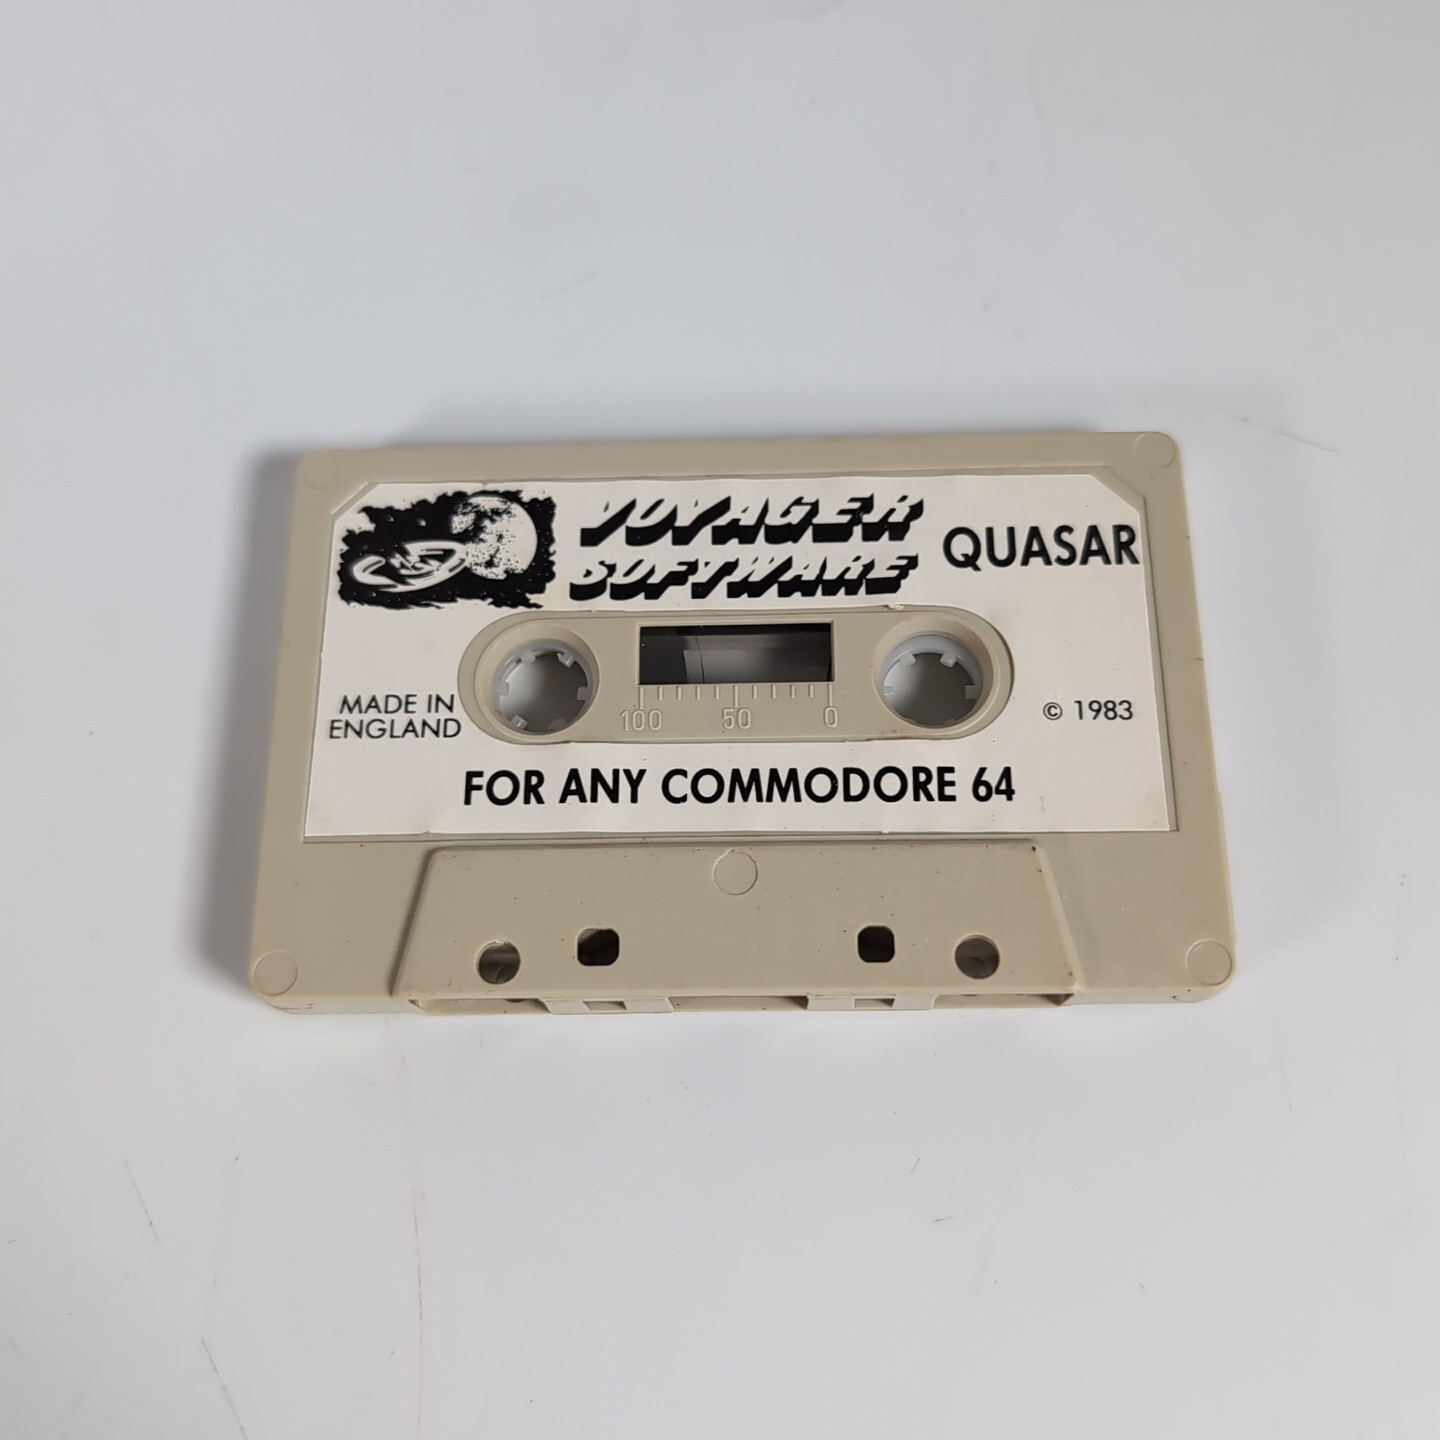 VOYAGER
SOFTWARE
QUASAR
MADE IN
ENGLAND
100 50 0
© 1983
FOR ANY COMMODORE 64